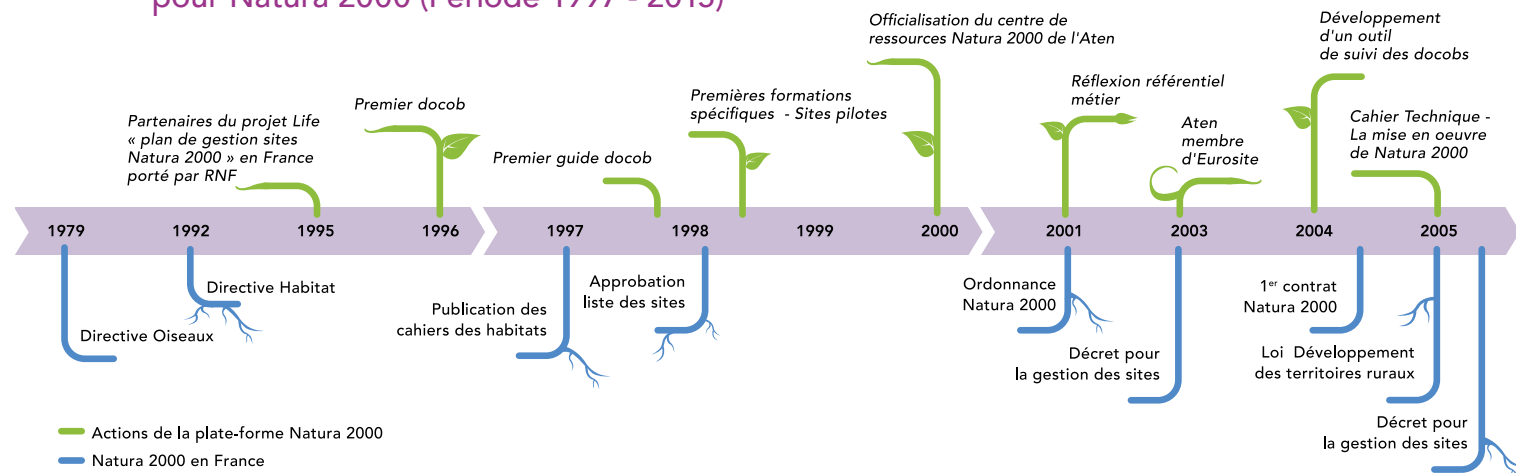 pour Natura 2000 (Période 1997 - 2015)
Officialisation du centre de
ressources Natura 2000 de l'Aten
Développement
d'un outil
de suivi des docobs
Réflexion référentiel
métier
Premier docob
Premières formations
spécifiques - Sites pilotes
Partenaires du projet Life
« plan de gestion sites
Natura 2000 » en France
porté par RNF
Aten
membre
d'Eurosite
Cahier Technique -
La mise en oeuvre
de Natura 2000
Premier guide docob
1979
1992
1995
1996
1997
1998
1999
2000
2001
2003
2004
2005
Directive Habitat
Approbation
liste des sites
Ordonnance
Natura 2000
1er contrat
Natura 2000
Publication des
cahiers des habitats
Directive Oiseaux
Décret pour
la gestion des sites
Loi Développement
des territoires ruraux
Décret pour
la gestion des sites
Actions de la plate-forme Natura 2000
Natura 2000 en France